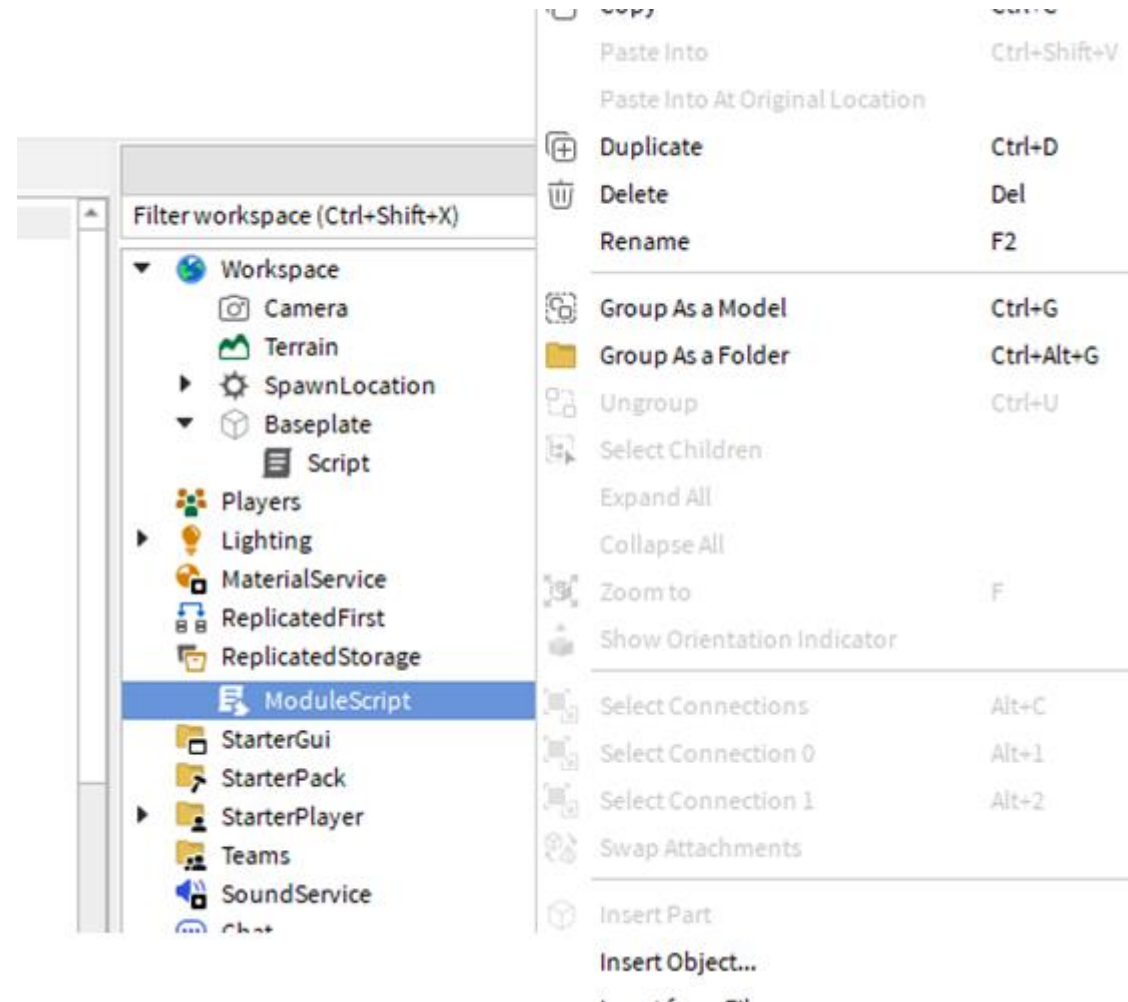 Copy Ctrl+C
Paste Into Ctrl+Shift+V
Paste Into At Original Location
Duplicate Ctrl+D
Delete Del
Rename F2
Group As a Model Ctrl+G
Group As a Folder Ctrl+Alt+G
Ungroup Ctrl+U
Select Children
Expand All
Collapse All
Zoom to F
Show Orientation Indicator
Select Connections Alt+C
Select Connection 0 Alt+1
Select Connection 1 Alt+2
Swap Attachments
Insert Part
Insert Object...
Filter workspace (Ctrl+Shift+X)
Workspace
Camera
Terrain
SpawnLocation
Baseplate
Script
Players
Lighting
MaterialService
ReplicatedFirst
ReplicatedStorage
ModuleScript
StarterGui
StarterPack
StarterPlayer
Teams
SoundService
Chat